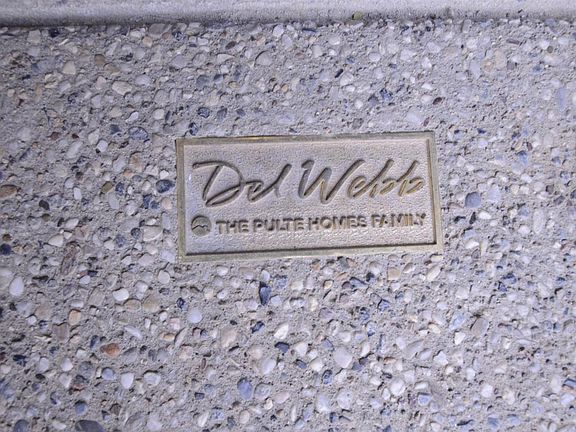 Del Webb
THE PULTE HOMES FAMILY